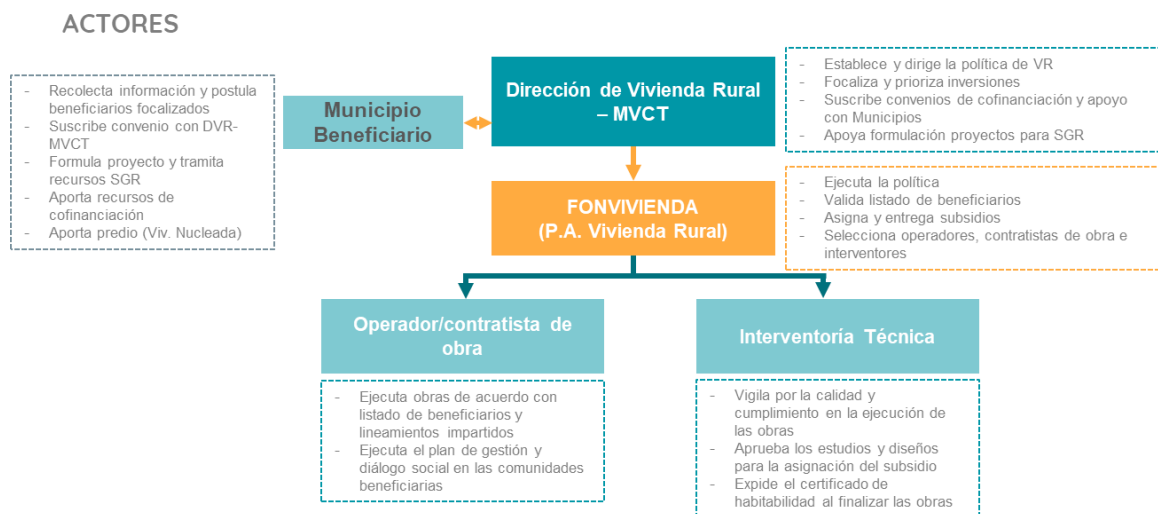 ACTORES
- Recolecta información y postula
beneficiarios focalizados
- Suscribe convenio con DVR-
MVCT
- Formula proyecto y tramita
recursos SGR
- Aporta recursos de
cofinanciación
- Aporta predio (Viv. Nucleada)
Municipio
Beneficiario
Dirección de Vivienda Rural
– MVCT
- Establece y dirige la política de VR
- Focaliza y prioriza inversiones
- Suscribe convenios de cofinanciación y apoyo
con Municipios
- Apoya formulación proyectos para SGR
FONVIVIENDA
(P.A. Vivienda Rural)
- Ejecuta la política
- Valida listado de beneficiarios
- Asigna y entrega subsidios
- Selecciona operadores, contratistas de obra e
interventores
Operador/contratista de
obra
- Ejecuta obras de acuerdo con
listado de beneficiarios y
lineamientos impartidos
- Ejecuta el plan de gestión y
diálogo social en las comunidades
beneficiarias
Interventoría Técnica
- Vigila por la calidad y
cumplimiento en la ejecución de
las obras
- Aprueba los estudios y diseños
para la asignación del subsidio
- Expide el certificado de
habitabilidad al finalizar las obras